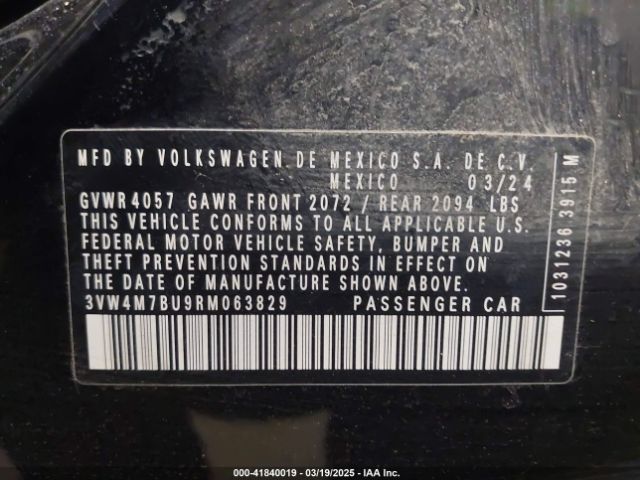 MFD BY VOLKSWAGEN DE MEXICO S.A. DE C.V.
MEXICO 03/24
GVWR 4057 GAWR FRONT 2072 / REAR 2094 LBS
THIS VEHICLE CONFORMS TO ALL APPLICABLE U.S.
FEDERAL MOTOR VEHICLE SAFETY, BUMPER AND
THEFT PREVENTION STANDARDS IN EFFECT ON
THE DATE OF MANUFACTURE SHOWN ABOVE.
3VW4M7BU9RM063829 PASSENGER CAR
1031236 3915 M
000-41840019 - 03/19/2025 - IAA Inc.